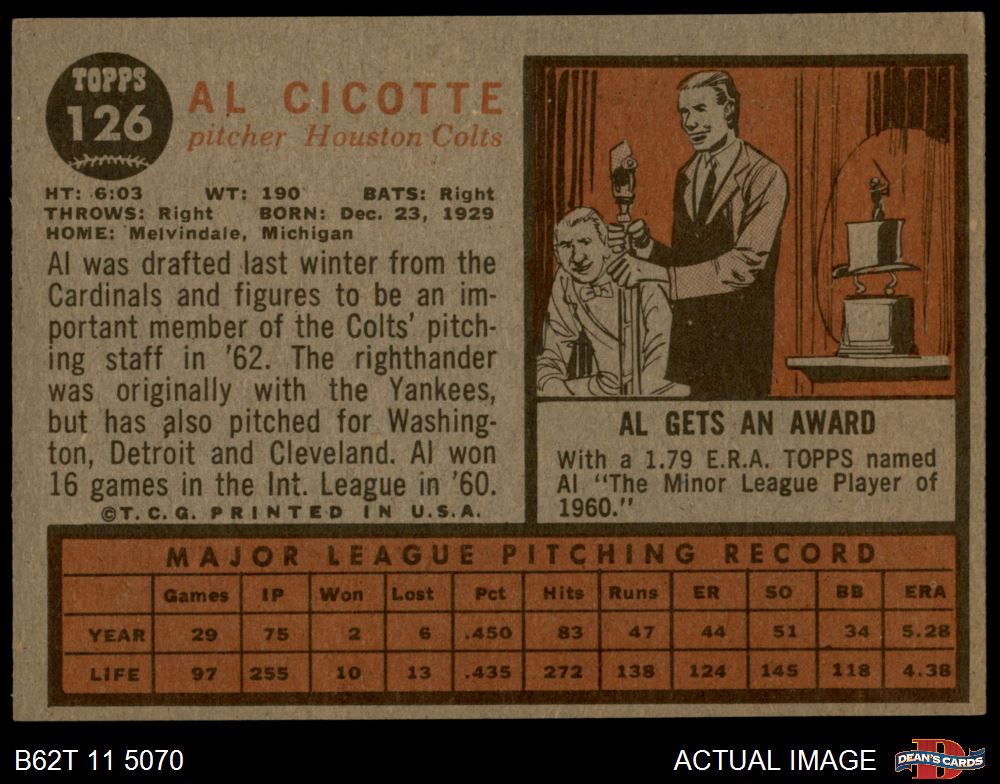 TOPPS
126
AL CICOTTE
pitcher Houston Colts
HT: 6:03 WT: 190 BATS: Right
THROWS: Right BORN: Dec. 23, 1929
HOME: Melvindale, Michigan
Al was drafted last winter from the
Cardinals and figures to be an im-
portant member of the Colts' pitch-
ing staff in '62. The righthander
was originally with the Yankees,
but has also pitched for Washing-
ton, Detroit and Cleveland. Al won
16 games in the Int. League in '60.
©T.C.G. PRINTED IN U.S.A.
AL GETS AN AWARD
With a 1.79 E.R.A. TOPPS named
Al "The Minor League Player of
1960."
MAJOR LEAGUE PITCHING RECORD
Games IP Won Lost Pct Hits Runs ER SO BB ERA
YEAR 29 75 2 6 .450 83 47 44 51 34 5.28
LIFE 97 255 10 13 .435 272 138 124 145 118 4.38
B62T 11 5070
ACTUAL IMAGE
D
DEAN'S CARDS